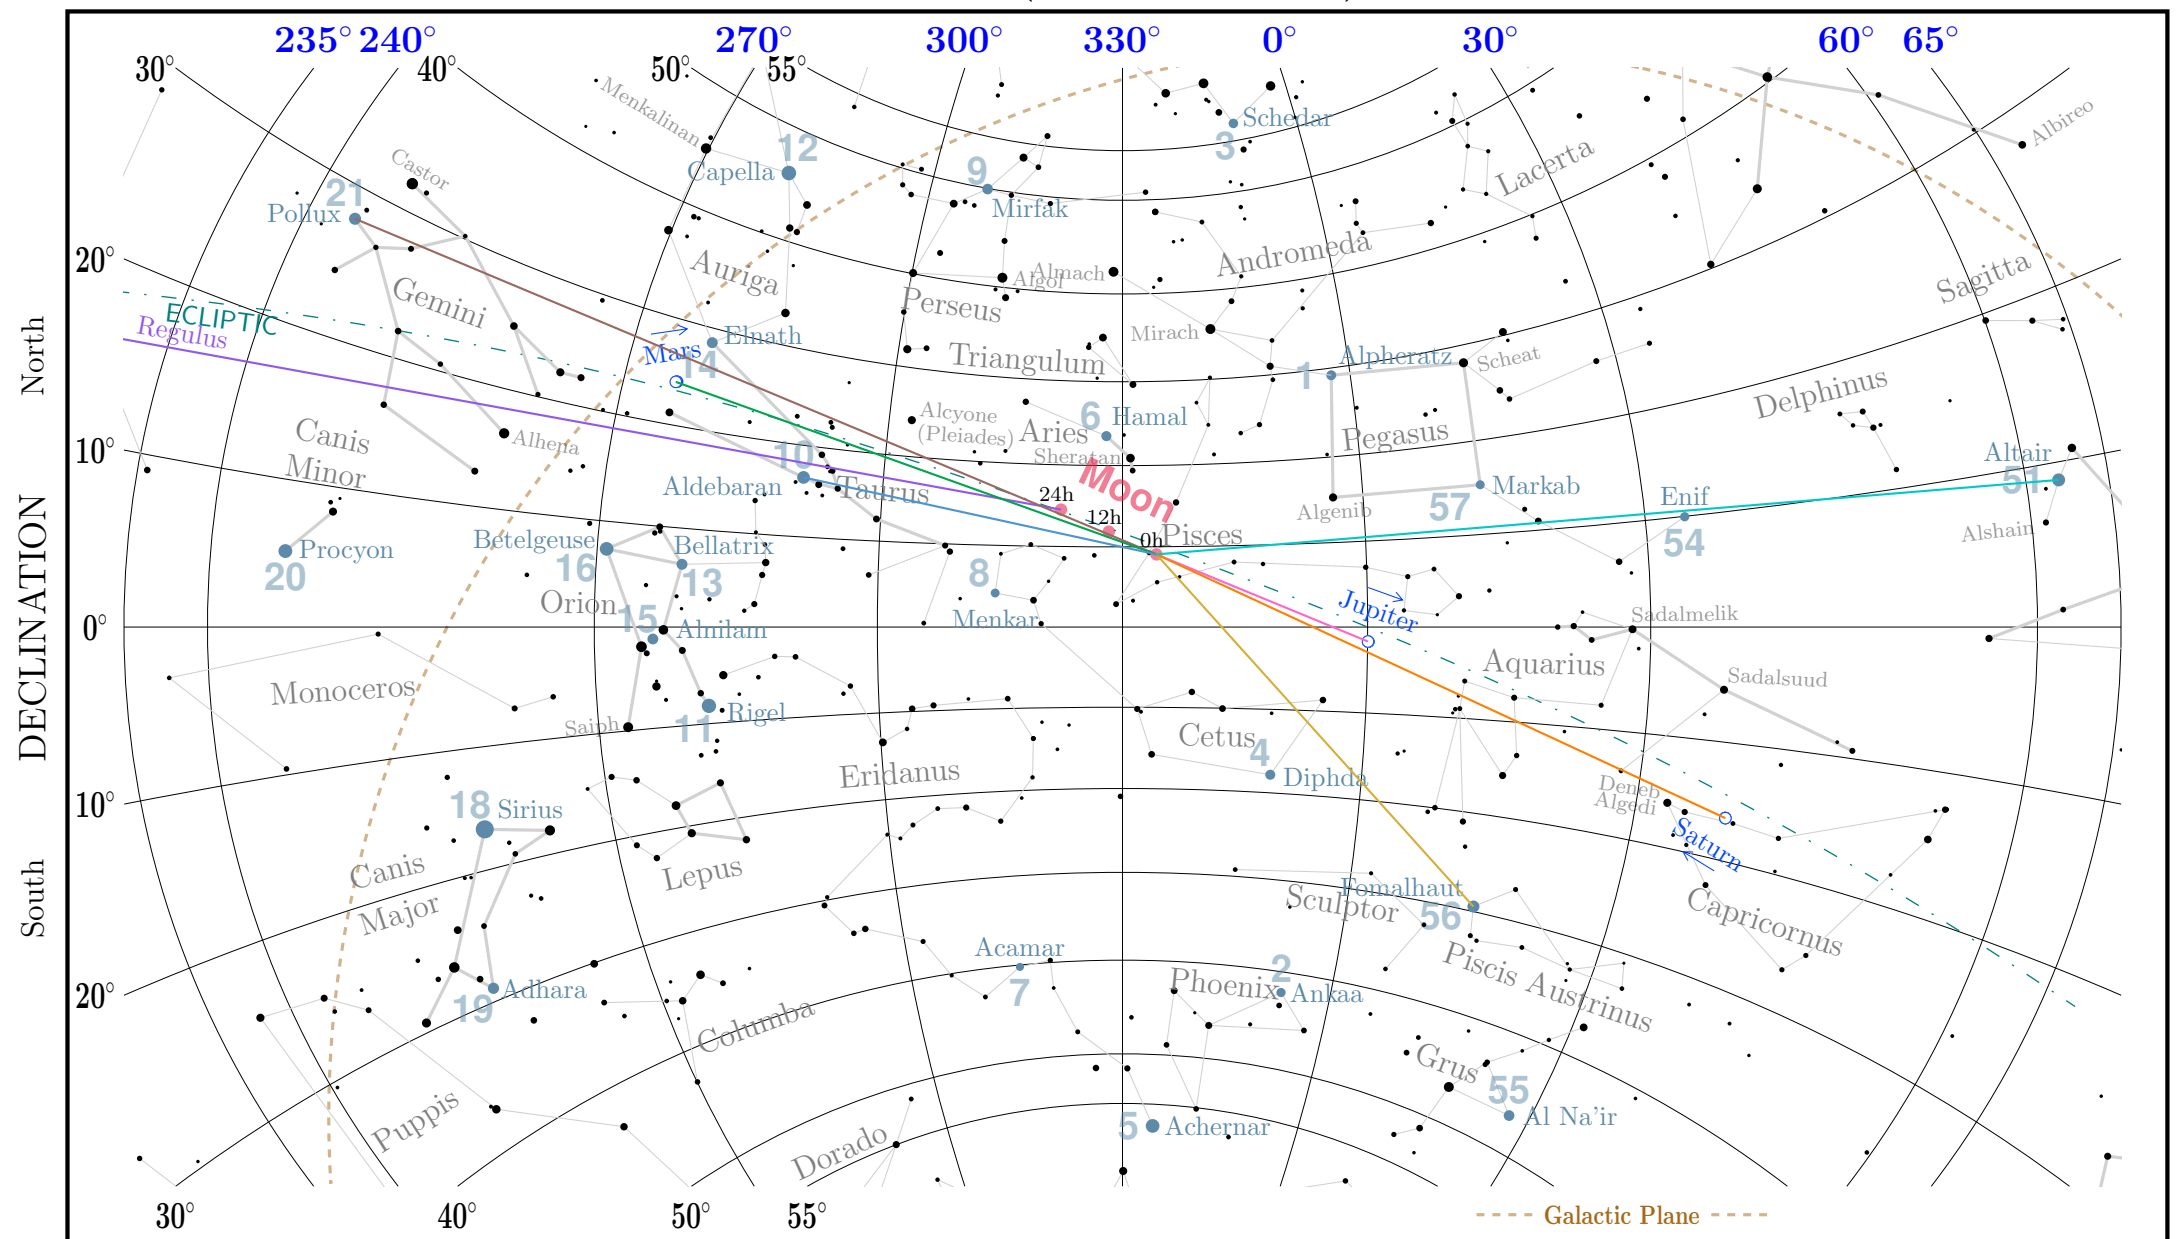 235° 240° 270° 300° 330° 0° 30° 60° 65°
30° 40° 50° 55°
Menkalinan
Schedar
3
Albireo
12
Capella
9
Mirfak
Lacerta
Castor
21
Pollux
20°
Auriga
Algol
Almach
Andromeda
Sagitta
Gemini
Perseus
ECLIPTIC
Regulus
Mars
Elnath
14
Mirach
Triangulum
Alpheratz
1
Scheat
North
Delphinus
Alcyone
(Pleiades)
6
Hamal
Aries
Sheratan
Pegasus
Canis
Minor
Alhena
10°
10
Aldebaran
Taurus
Moon
24h
12h
0h
Pisces
Algenib
57
Markab
Enif
54
Altair
51
Alshain
Procyon
20
Betelgeuse
16
Bellatrix
13
8
Menkar
Orion
15
Alnilam
Jupiter
Sadalmelik
0°
DECLINATION
Monoceros
Saiph
11
Rigel
Aquarius
Sadalsuud
Cetus
4
Diphda
Eridanus
Deneb
Algedi
10°
18
Sirius
Saturn
Canis
Major
Lepus
Fomalhaut
56
Sculptor
Capricornus
South
Acamar
7
2
Phoenix
Ankaa
Piscis Austrinus
20°
19
Adhara
Columba
Grus
55
Al Na'ir
Puppis
Dorado
5
Achernar
30° 40° 50° 55°
Galactic Plane